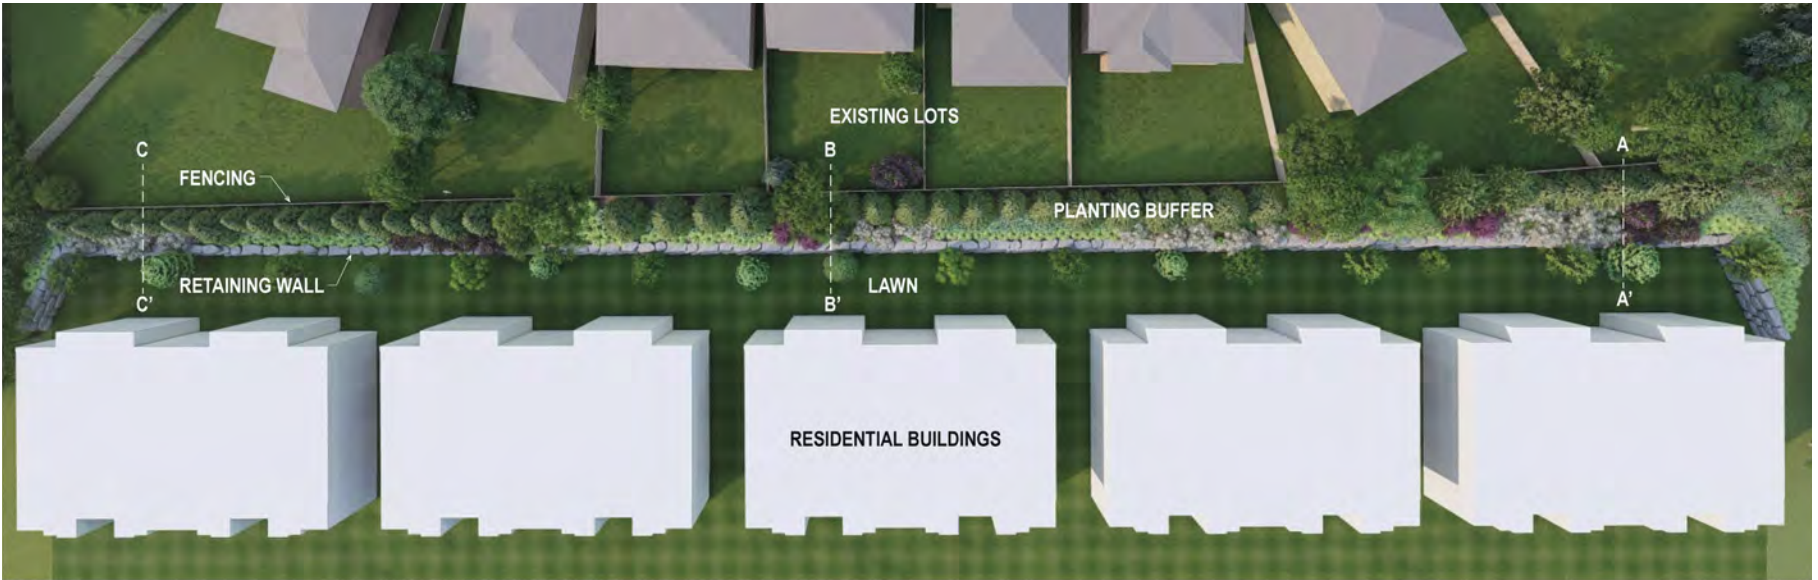 EXISTING LOTS
C
B
A
FENCING
PLANTING BUFFER
RETAINING WALL
LAWN
C'
B'
A'
RESIDENTIAL BUILDINGS